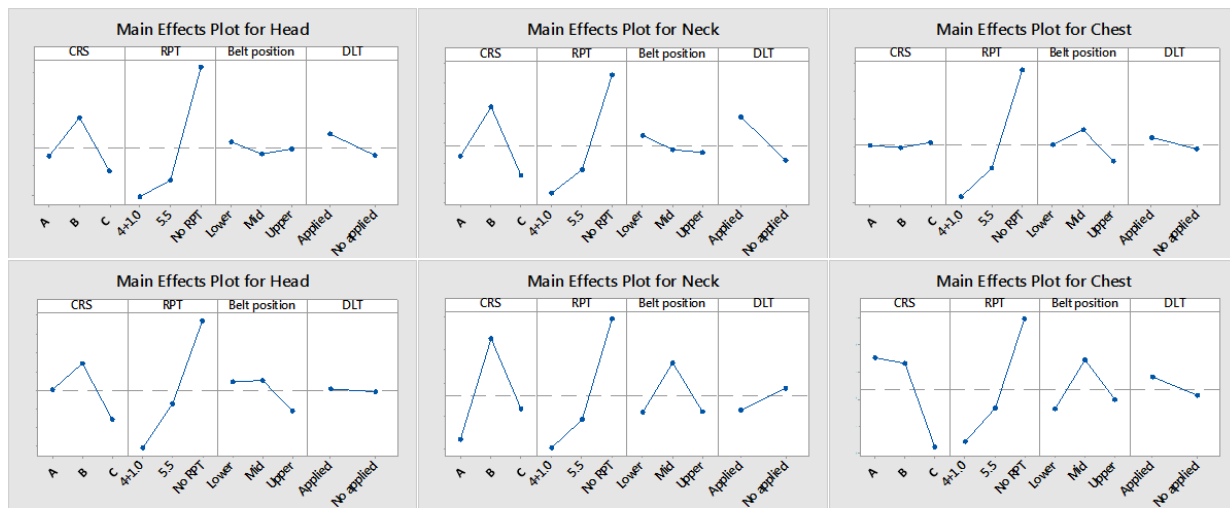 Main Effects Plot for Head
CRS RPT Belt position DLT
A B C 4+1.0 5.5 No RPT Lower Mid Upper Applied No applied
Main Effects Plot for Neck
CRS RPT Belt position DLT
A B C 4+1.0 5.5 No RPT Lower Mid Upper Applied No applied
Main Effects Plot for Chest
CRS RPT Belt position DLT
A B C 4+1.0 5.5 No RPT Lower Mid Upper Applied No applied
Main Effects Plot for Head
CRS RPT Belt position DLT
A B C 4+1.0 5.5 No RPT Lower Mid Upper Applied No applied
Main Effects Plot for Neck
CRS RPT Belt position DLT
A B C 4+1.0 5.5 No RPT Lower Mid Upper Applied No applied
Main Effects Plot for Chest
CRS RPT Belt position DLT
A B C 4+1.0 5.5 No RPT Lower Mid Upper Applied No applied